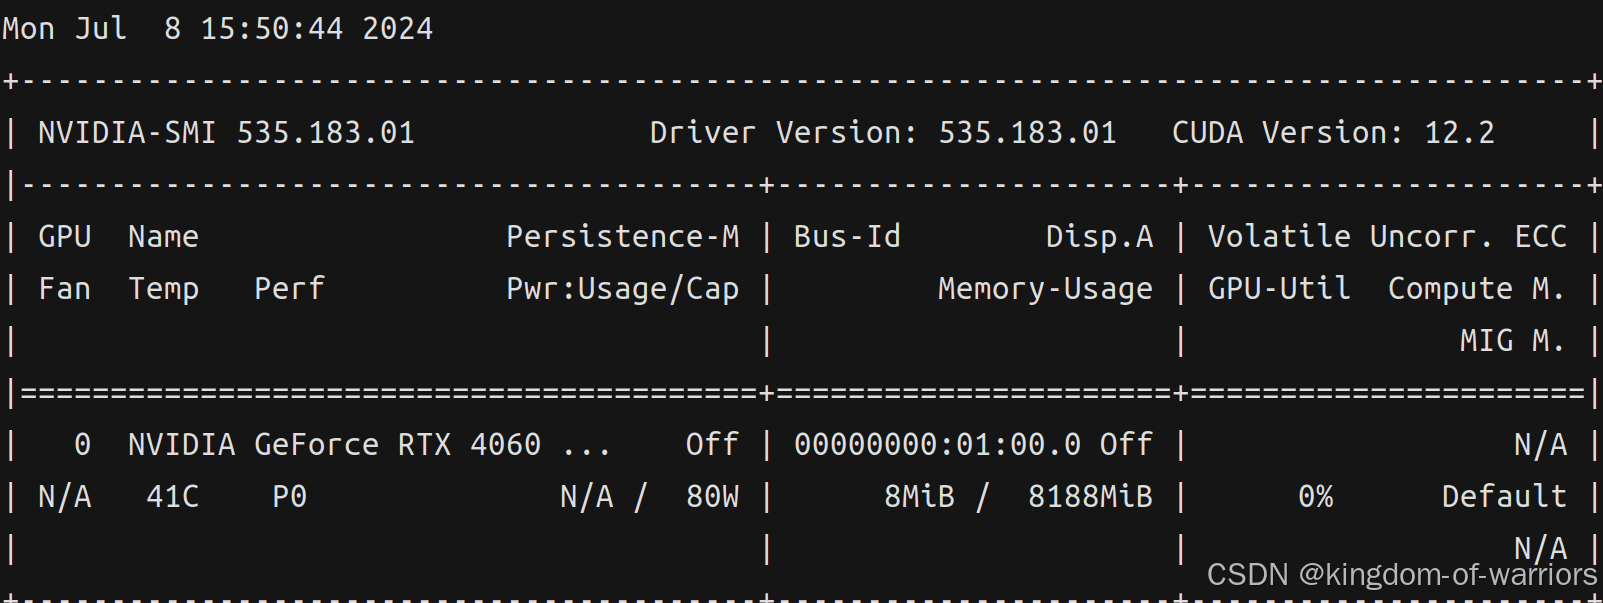 Mon Jul  8 15:50:44 2024
+---------------------------------------------------------------------------------------+
| NVIDIA-SMI 535.183.01             Driver Version: 535.183.01   CUDA Version: 12.2     |
|-----------------------------------------+----------------------+----------------------+
| GPU  Name                 Persistence-M | Bus-Id        Disp.A | Volatile Uncorr. ECC |
| Fan  Temp   Perf          Pwr:Usage/Cap |         Memory-Usage | GPU-Util  Compute M. |
|                                         |                      |               MIG M. |
|=========================================+======================+======================|
|   0  NVIDIA GeForce RTX 4060 ...    Off | 00000000:01:00.0 Off |                  N/A |
| N/A   41C    P0              N/A /  80W |      8MiB /  8188MiB |      0%      Default |
|                                         |                      |                  N/A |
CSDN @kingdom-of-warriors
+-----------------------------------------+----------------------+----------------------+